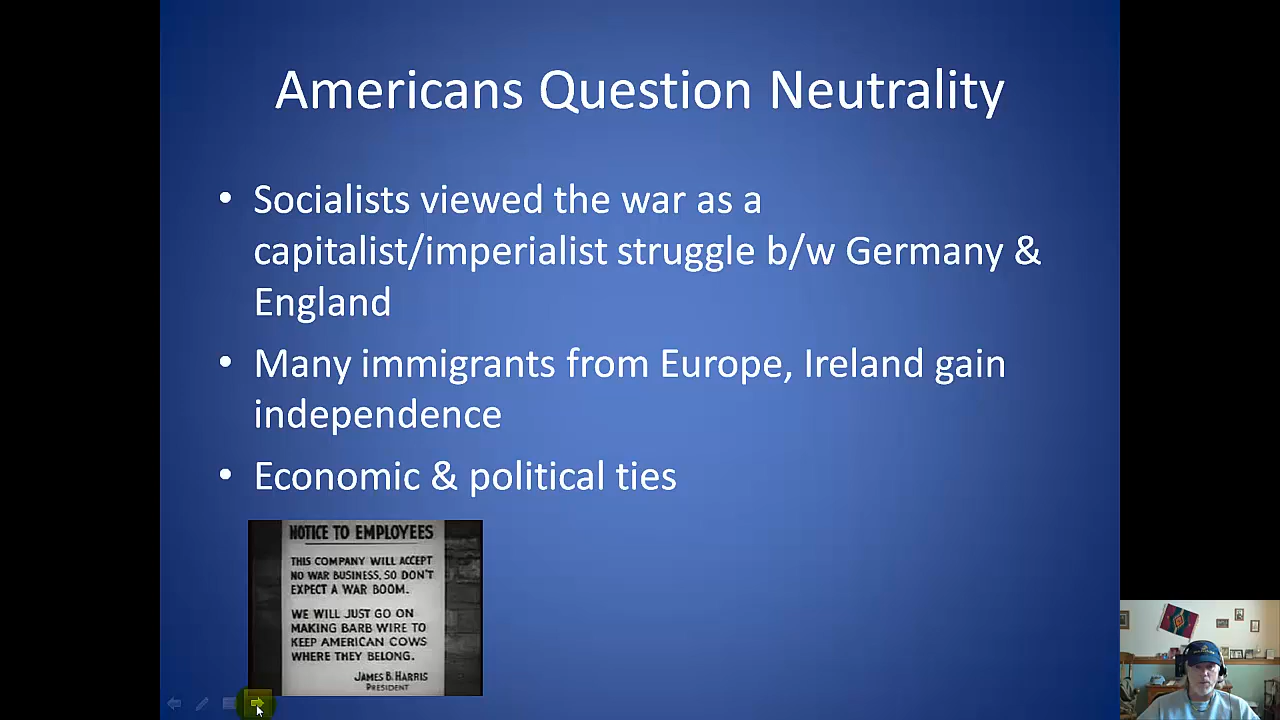 Americans Question Neutrality
• Socialists viewed the war as a
capitalist/imperialist struggle b/w Germany &
England
• Many immigrants from Europe, Ireland gain
independence
• Economic & political ties
NOTICE TO EMPLOYEES
THIS COMPANY WILL ACCEPT
NO WAR BUSINESS, SO DON'T
EXPECT A WAR BOOM.
WE WILL JUST GO ON
MAKING BARB WIRE TO
KEEP AMERICAN COWS
WHERE THEY BELONG.
JAMES B. HARRIS
PRESIDENT